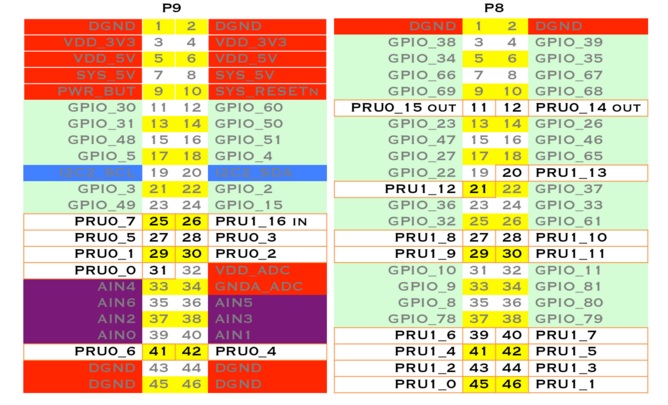 P9
DGND 1 2 DGND
VDD_3V3 3 4 VDD_3V3
VDD_5V 5 6 VDD_5V
SYS_5V 7 8 SYS_5V
PWR_BUT 9 10 SYS_RESETN
GPIO_30 11 12 GPIO_60
GPIO_31 13 14 GPIO_50
GPIO_48 15 16 GPIO_51
GPIO_5 17 18 GPIO_4
I2C2_SCL 19 20 I2C2_SDA
GPIO_3 21 22 GPIO_2
GPIO_49 23 24 GPIO_15
PRU0_7 25 26 PRU1_16 IN
PRU0_5 27 28 PRU0_3
PRU0_1 29 30 PRU0_2
PRU0_0 31 32 VDD_ADC
AIN4 33 34 GNDA_ADC
AIN6 35 36 AIN5
AIN2 37 38 AIN3
AIN0 39 40 AIN1
PRU0_6 41 42 PRU0_4
DGND 43 44 DGND
DGND 45 46 DGND
P8
DGND 1 2 DGND
GPIO_38 3 4 GPIO_39
GPIO_34 5 6 GPIO_35
GPIO_66 7 8 GPIO_67
GPIO_69 9 10 GPIO_68
PRU0_15 OUT 11 12 PRU0_14 OUT
GPIO_23 13 14 GPIO_26
GPIO_47 15 16 GPIO_46
GPIO_27 17 18 GPIO_65
GPIO_22 19 20 PRU1_13
PRU1_12 21 22 GPIO_37
GPIO_36 23 24 GPIO_33
GPIO_32 25 26 GPIO_61
PRU1_8 27 28 PRU1_10
PRU1_9 29 30 PRU1_11
GPIO_10 31 32 GPIO_11
GPIO_9 33 34 GPIO_81
GPIO_8 35 36 GPIO_80
GPIO_78 37 38 GPIO_79
PRU1_6 39 40 PRU1_7
PRU1_4 41 42 PRU1_5
PRU1_2 43 44 PRU1_3
PRU1_0 45 46 PRU1_1